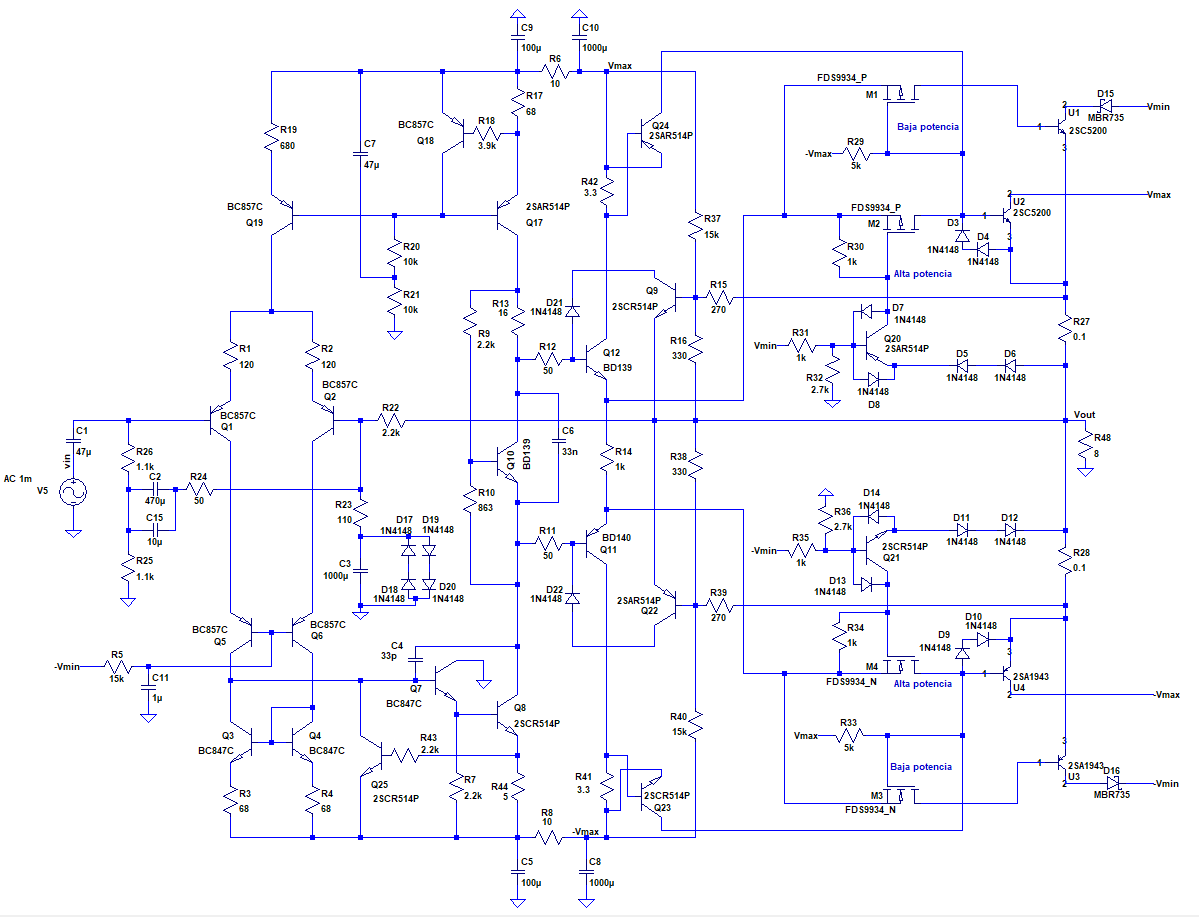 C9
100µ
C10
1000µ
R6
10
Vmax
R17
68
BC857C
Q18
R18
3.9k
R19
680
C7
47µ
Q24
2SAR514P
FDS9934_P
M1
Baja potencia
-Vmax
R29
5k
D15
MBR735
Vmin
2
U1
1
2SC5200
3
BC857C
Q19
2SAR514P
Q17
R42
3.3
R37
15k
FDS9934_P
M2
2
Vmax
U2
1
2SC5200
3
D3
1N4148
D4
1N4148
R20
10k
R21
10k
R30
1k
Alta potencia
Q9
2SCR514P
R15
270
R13
16
D21
1N4148
R9
2.2k
R12
50
Q12
BD139
R16
330
D7
1N4148
R31
1k
Vmin
Q20
2SAR514P
R32
2.7k
1N4148
D8
D5
1N4148
D6
1N4148
R27
0.1
R1
120
R2
120
BC857C
Q2
BC857C
Q1
R22
2.2k
Vout
R48
8
C1
47µ
vin
AC 1m
V5
R26
1.1k
C2
470µ
R24
50
C15
10µ
R25
1.1k
R23
110
D17
1N4148
D19
1N4148
C3
1000µ
D18
1N4148
D20
1N4148
Q10
BD139
C6
33n
R10
863
R14
1k
R38
330
R11
50
BD140
Q11
D22
1N4148
2SAR514P
Q22
R39
270
D14
1N4148
R36
2.7k
R35
1k
-Vmin
2SCR514P
Q21
D13
1N4148
D11
1N4148
D12
1N4148
R28
0.1
BC857C
Q5
BC857C
Q6
-Vmin
R5
15k
C11
1µ
C4
33p
Q7
BC847C
Q8
2SCR514P
R34
1k
D10
1N4148
D9
1N4148
M4
FDS9934_N
Alta potencia
3
1
2SA1943
U4
2
-Vmax
Q3
BC847C
Q4
BC847C
R43
2.2k
Q25
2SCR514P
R3
68
R4
68
R7
2.2k
R44
5
R40
15k
R41
3.3
2SCR514P
Q23
Vmax
R33
5k
Baja potencia
M3
FDS9934_N
3
1
2SA1943
U3
2
D16
MBR735
-Vmin
R8
10
-Vmax
C5
100µ
C8
1000µ